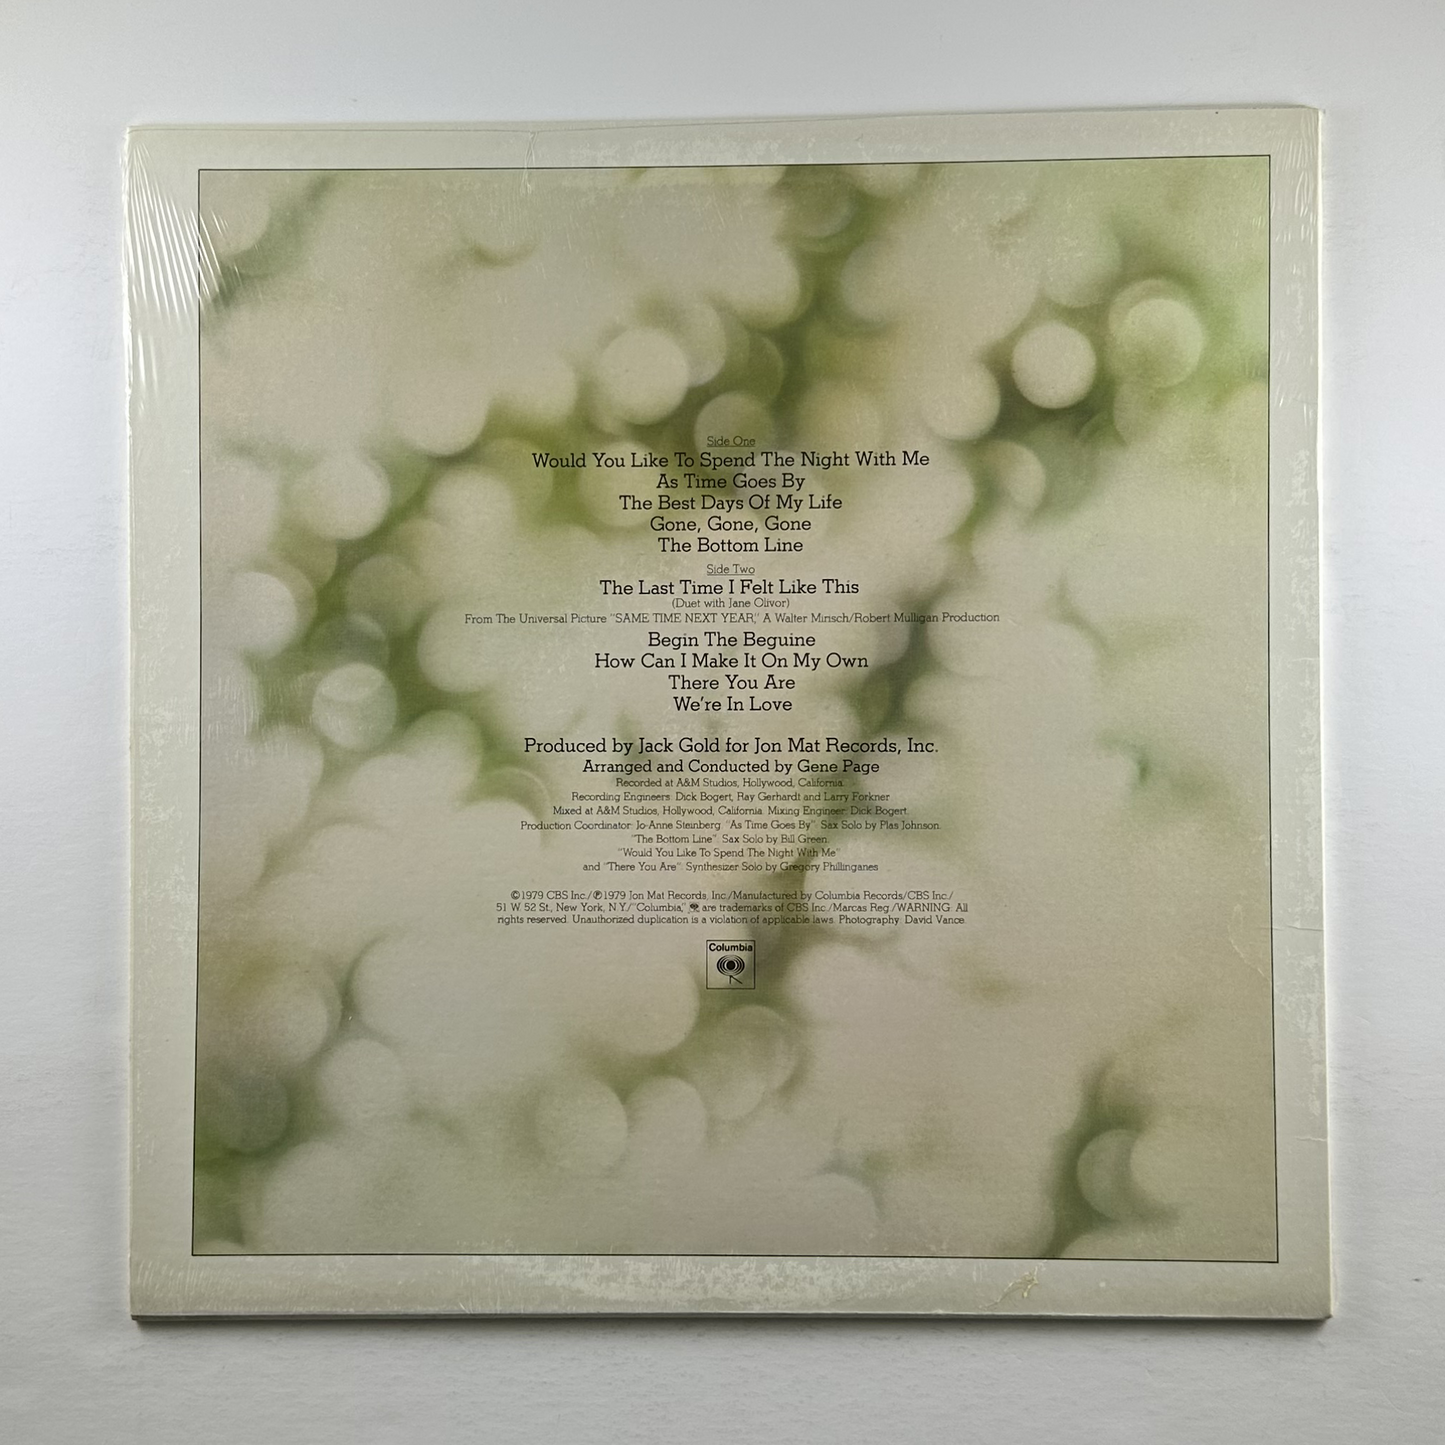 Side One
Would You Like To Spend The Night With Me
As Time Goes By
The Best Days Of My Life
Gone, Gone, Gone
The Bottom Line
Side Two
The Last Time I Felt Like This
(Duet with Jane Olivor)
From The Universal Picture "SAME TIME NEXT YEAR," A Walter Mirisch/Robert Mulligan Production
Begin The Beguine
How Can I Make It On My Own
There You Are
We're In Love
Produced by Jack Gold for Jon Mat Records, Inc.
Arranged and Conducted by Gene Page
Recorded at A&M Studios, Hollywood, California.
Recording Engineers: Dick Bogert, Ray Gerhardt and Larry Forkner
Mixed at A&M Studios, Hollywood, California. Mixing Engineer: Dick Bogert.
Production Coordinator: Jo-Anne Steinberg. "As Time Goes By": Sax Solo by Plas Johnson.
"The Bottom Line": Sax Solo by Bill Green.
"Would You Like To Spend The Night With Me"
and "There You Are": Synthesizer Solo by Gregory Phillinganes
©1979 CBS Inc./℗1979 Jon Mat Records, Inc./Manufactured by Columbia Records/CBS Inc./
51 W. 52 St., New York, N.Y./"Columbia," are trademarks of CBS Inc./Marcas Reg./WARNING: All
rights reserved. Unauthorized duplication is a violation of applicable laws. Photography: David Vance.
Columbia